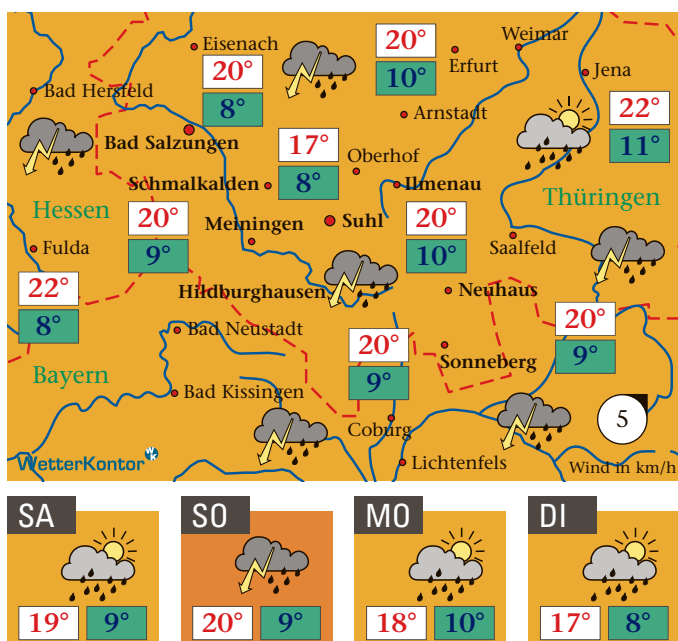 Eisenach
20°
8°
20°
10°
Weimar
Erfurt
Jena
Bad Hersfeld
Arnstadt
22°
11°
Bad Salzungen
17°
8°
Oberhof
Schmalkalden
Ilmenau
Thüringen
Hessen
20°
9°
Meiningen
Suhl
20°
10°
Fulda
Saalfeld
22°
8°
Hildburghausen
Neuhaus
Bad Neustadt
20°
9°
20°
9°
Sonneberg
Bayern
Bad Kissingen
Coburg
5
WetterKontor
Lichtenfels
Wind in km/h
SA
19° 9°
SO
20° 9°
MO
18° 10°
DI
17° 8°